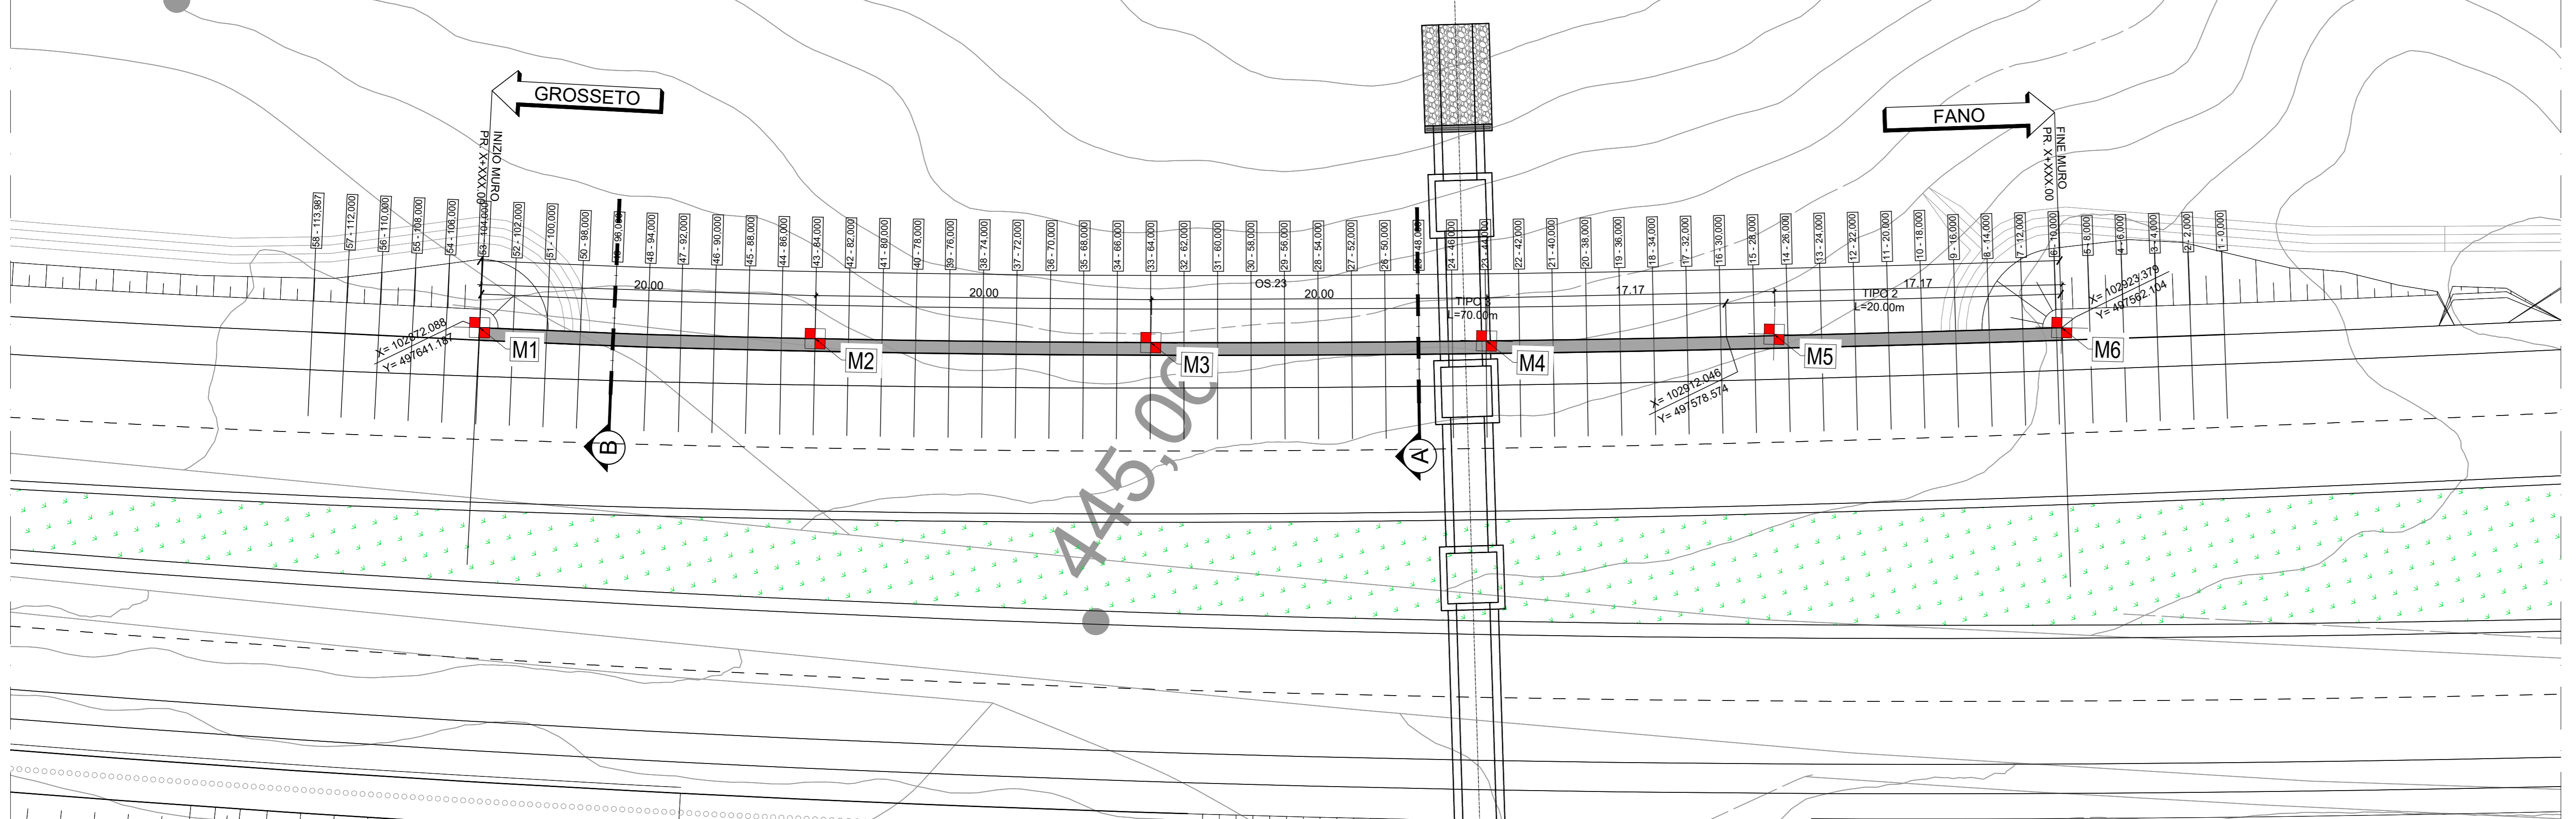 GROSSETO
FANO
INIZIO MURO
PR. X+XXX.00
FINE MURO
PR. X+XXX.00
58 - 113,987
57 - 112,000
56 - 110,000
55 - 108,000
54 - 106,000
53 - 104,000
52 - 102,000
51 - 100,000
50 - 98,000
48 - 94,000
47 - 92,000
46 - 90,000
45 - 88,000
44 - 86,000
43 - 84,000
42 - 82,000
41 - 80,000
40 - 78,000
39 - 76,000
38 - 74,000
37 - 72,000
36 - 70,000
35 - 68,000
34 - 66,000
33 - 64,000
32 - 62,000
31 - 60,000
30 - 58,000
29 - 56,000
28 - 54,000
27 - 52,000
26 - 50,000
24 - 46,000
23 - 44,000
22 - 42,000
21 - 40,000
20 - 38,000
19 - 36,000
18 - 34,000
17 - 32,000
16 - 30,000
15 - 28,000
14 - 26,000
13 - 24,000
12 - 22,000
11 - 20,000
10 - 18,000
9 - 16,000
8 - 14,000
7 - 12,000
6 - 10,000
5 - 8,000
4 - 6,000
3 - 4,000
2 - 2,000
1 - 0,000
20.00
20.00
OS.23
20.00
TIPO 3
L=70.00m
17.17
TIPO 2
L=20.00m
17.17
X= 102923.379
Y= 497562.104
X= 102872.088
Y= 497641.187
M1
M2
M3
M4
M5
M6
X= 102912.046
Y= 497578.574
B
A